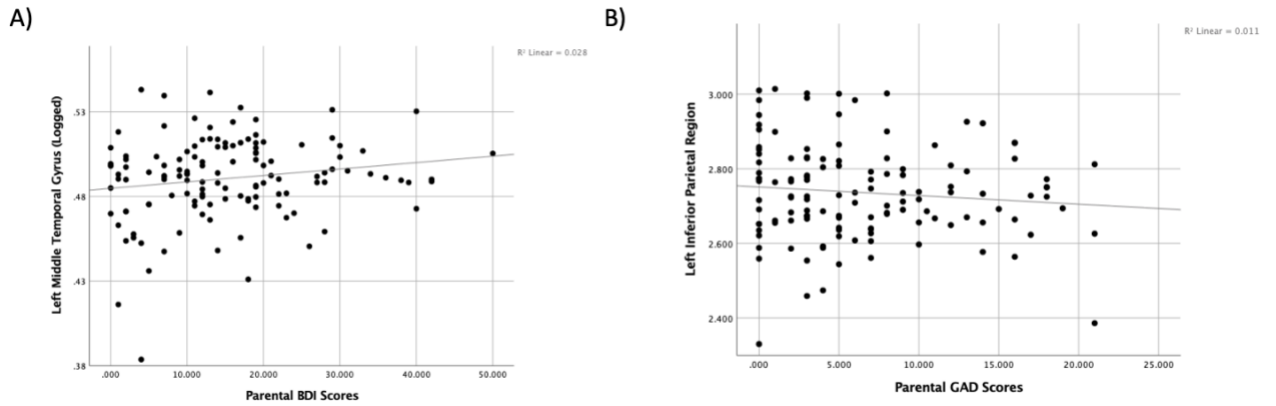 A)
R² Linear = 0.028
Left Middle Temporal Gyrus (Logged)
.53
.48
.43
.38
.000 10.000 20.000 30.000 40.000 50.000
Parental BDI Scores
B)
R² Linear = 0.011
Left Inferior Parietal Region
3.000
2.800
2.600
2.400
.000 5.000 10.000 15.000 20.000 25.000
Parental GAD Scores